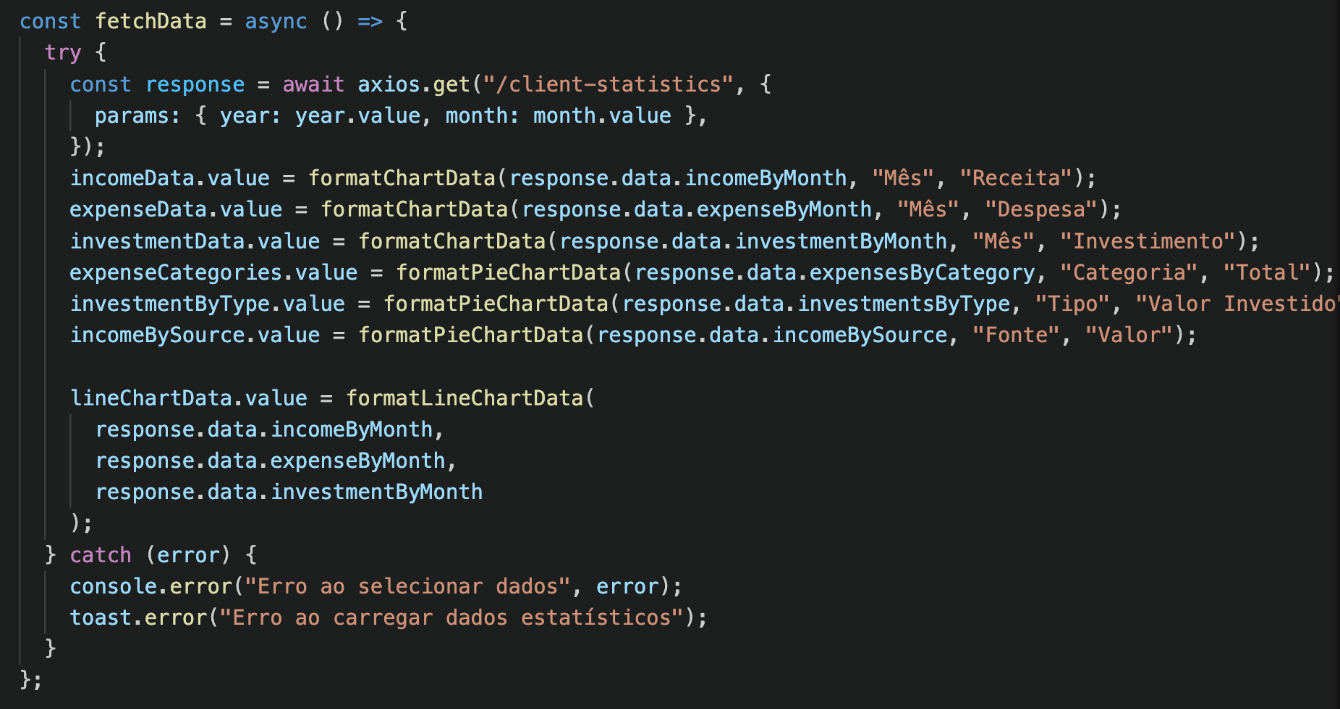 const fetchData = async () => {
try {
const response = await axios.get("/client-statistics", {
params: { year: year.value, month: month.value },
});
incomeData.value = formatChartData(response.data.incomeByMonth, "Mês", "Receita");
expenseData.value = formatChartData(response.data.expenseByMonth, "Mês", "Despesa");
investmentData.value = formatChartData(response.data.investmentByMonth, "Mês", "Investimento");
expenseCategories.value = formatPieChartData(response.data.expensesByCategory, "Categoria", "Total");
investmentByType.value = formatPieChartData(response.data.investmentsByType, "Tipo", "Valor Investido"
incomeBySource.value = formatPieChartData(response.data.incomeBySource, "Fonte", "Valor");
lineChartData.value = formatLineChartData(
response.data.incomeByMonth,
response.data.expenseByMonth,
response.data.investmentByMonth
);
} catch (error) {
console.error("Erro ao selecionar dados", error);
toast.error("Erro ao carregar dados estatísticos");
}
};